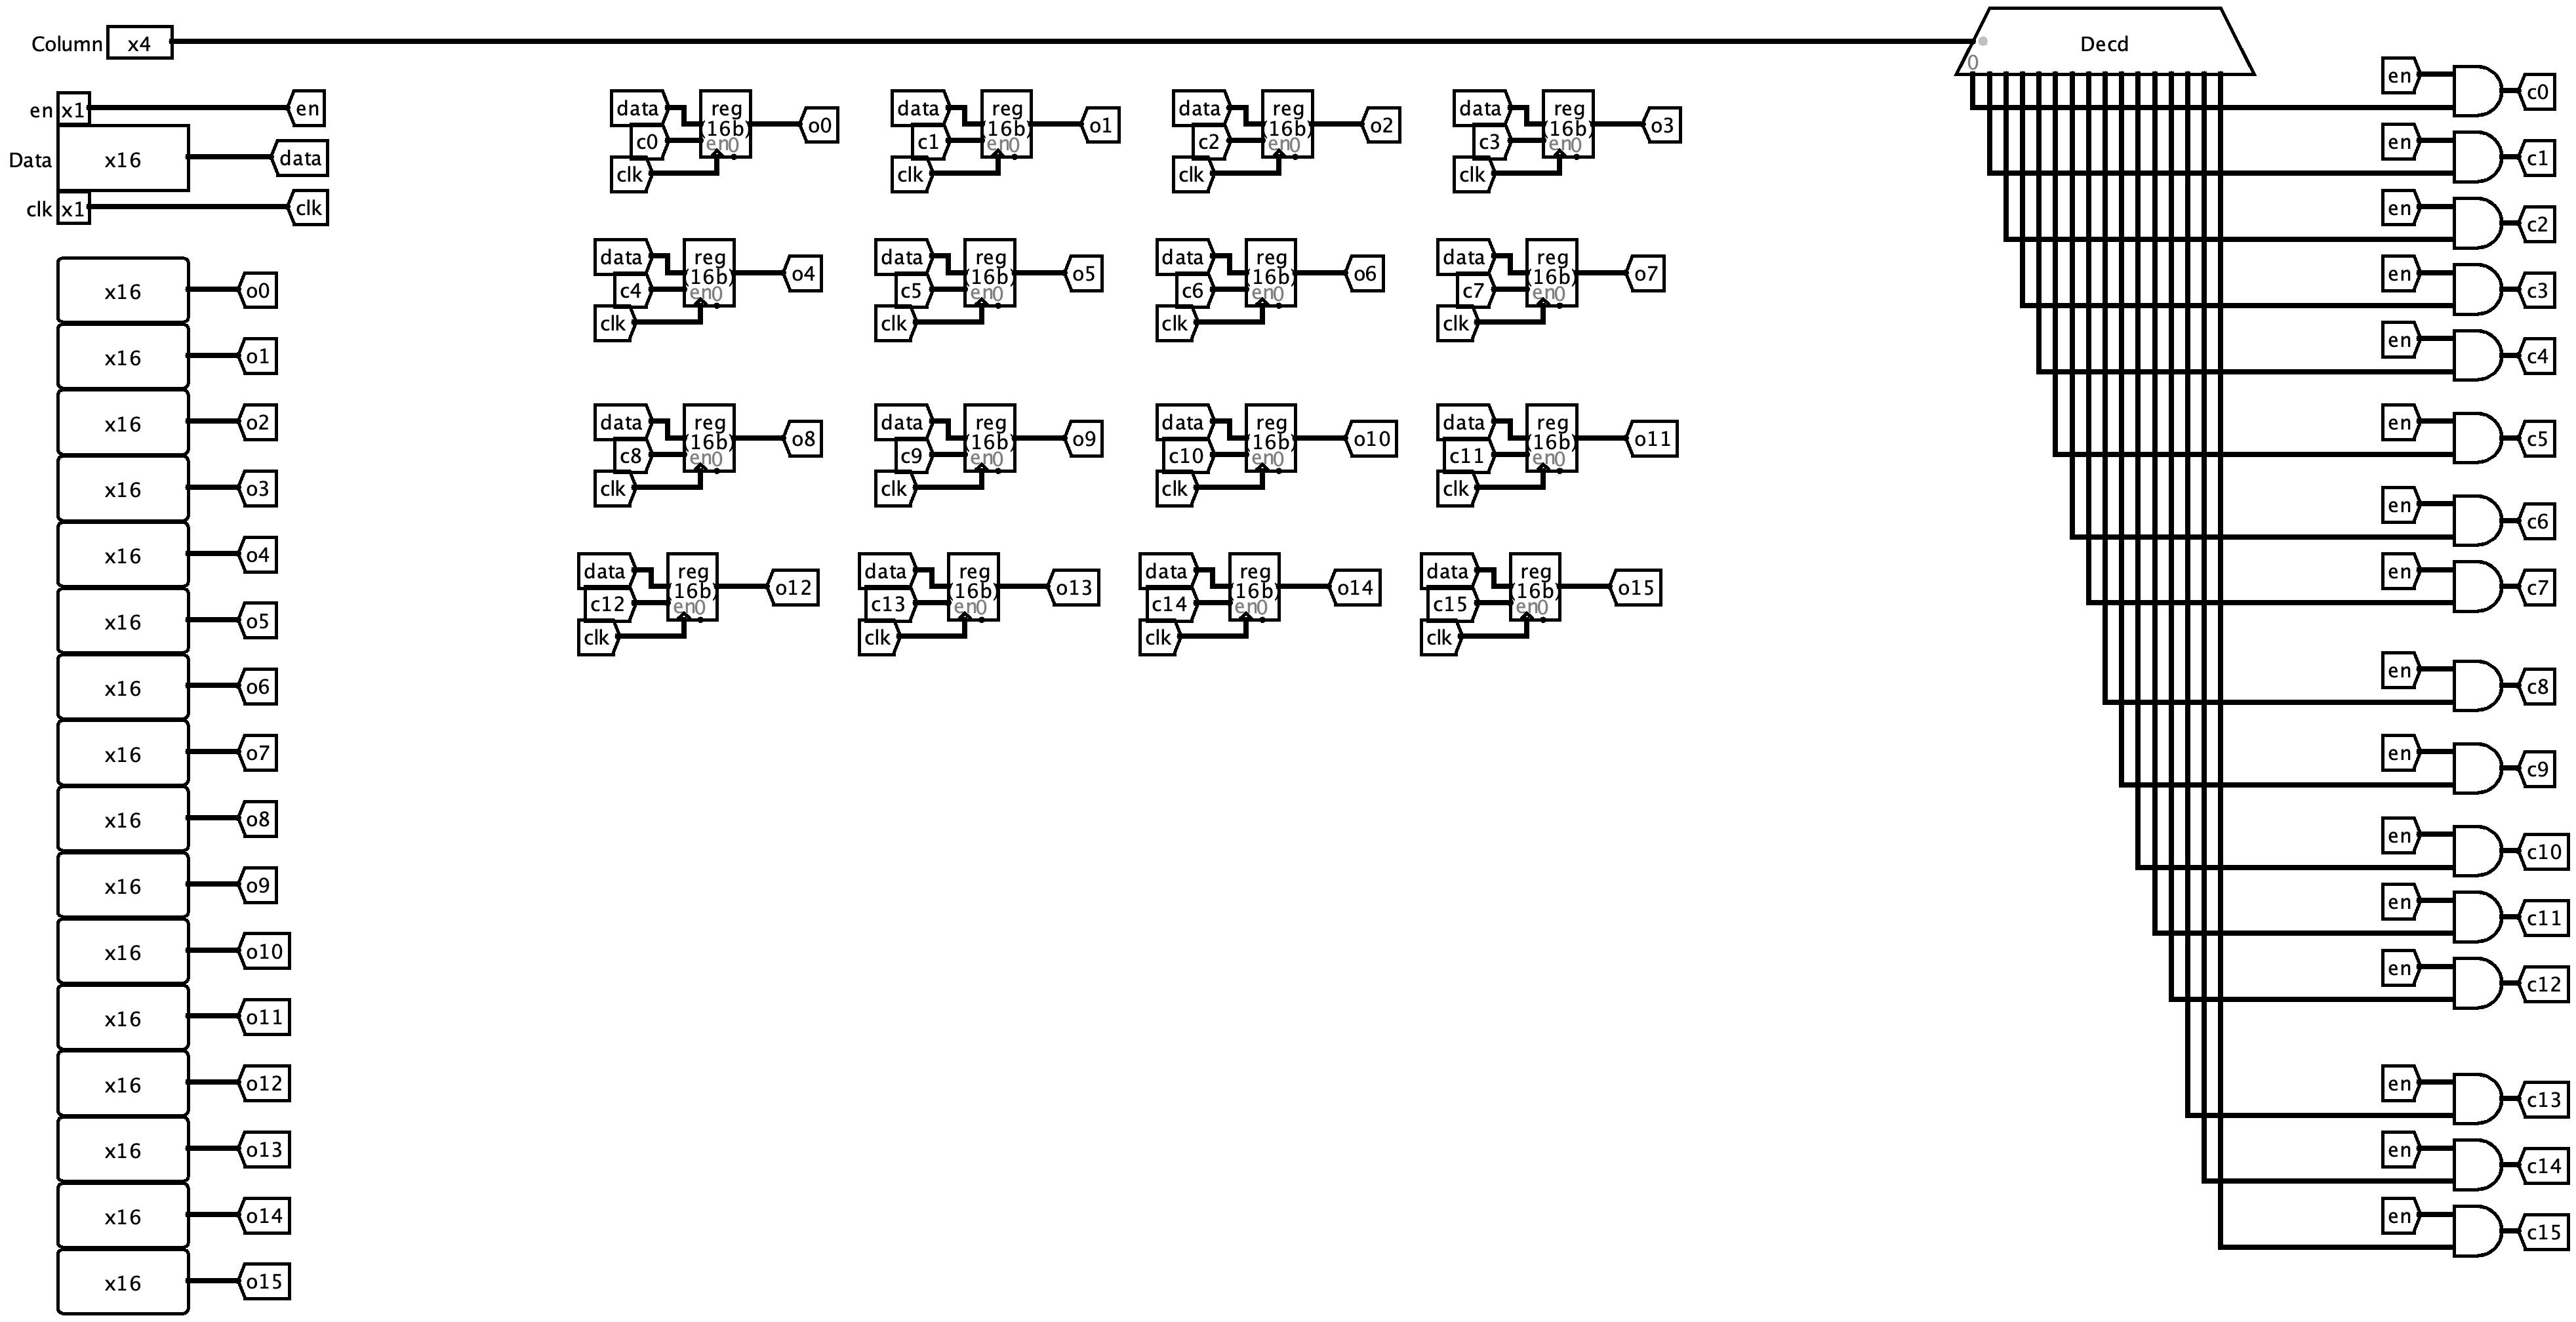 Column x4
Decd
0
en x1 en
Data x16 data
clk x1 clk
data reg (16b) en0 c0 clk o0
data reg (16b) en0 c1 clk o1
data reg (16b) en0 c2 clk o2
data reg (16b) en0 c3 clk o3
data reg (16b) en0 c4 clk o4
data reg (16b) en0 c5 clk o5
data reg (16b) en0 c6 clk o6
data reg (16b) en0 c7 clk o7
data reg (16b) en0 c8 clk o8
data reg (16b) en0 c9 clk o9
data reg (16b) en0 c10 clk o10
data reg (16b) en0 c11 clk o11
data reg (16b) en0 c12 clk o12
data reg (16b) en0 c13 clk o13
data reg (16b) en0 c14 clk o14
data reg (16b) en0 c15 clk o15
x16 o0
x16 o1
x16 o2
x16 o3
x16 o4
x16 o5
x16 o6
x16 o7
x16 o8
x16 o9
x16 o10
x16 o11
x16 o12
x16 o13
x16 o14
x16 o15
en c0
en c1
en c2
en c3
en c4
en c5
en c6
en c7
en c8
en c9
en c10
en c11
en c12
en c13
en c14
en c15